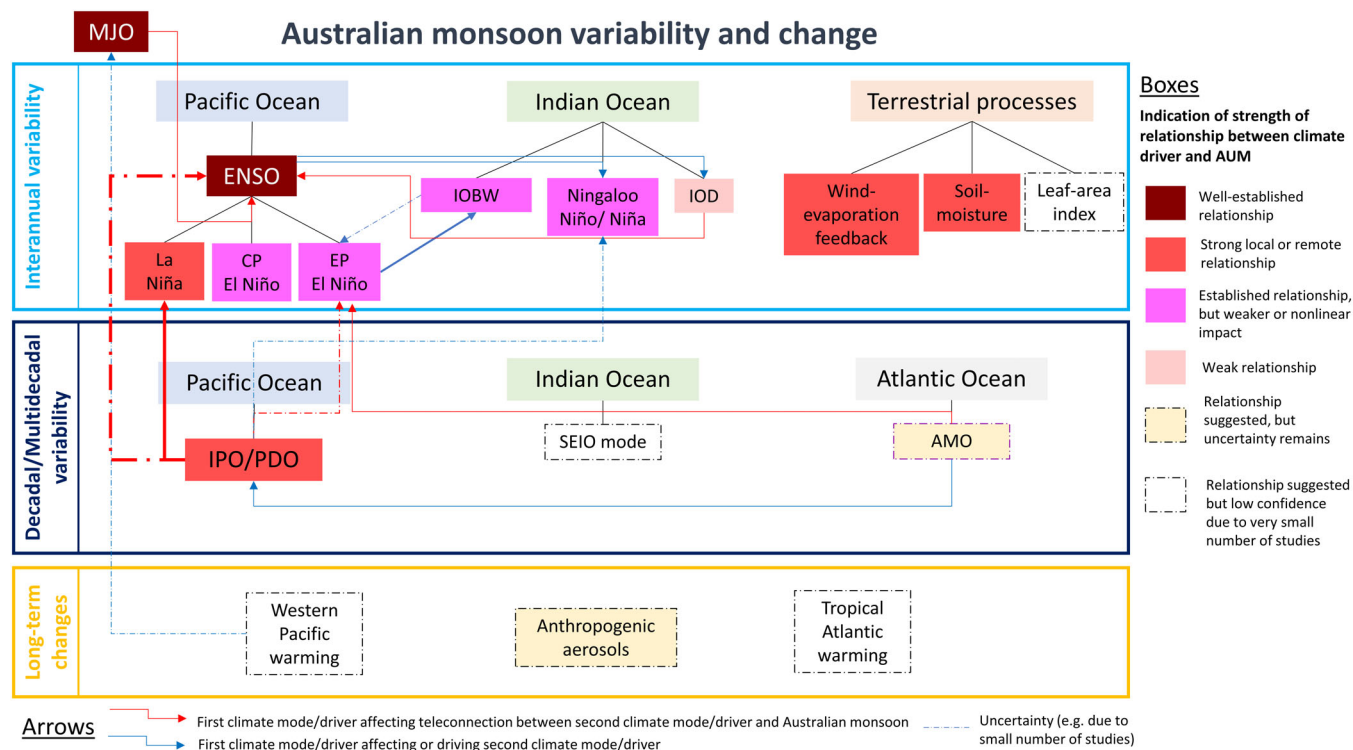 MJO
Australian monsoon variability and change
Interannual variability
Pacific Ocean
Indian Ocean
Terrestrial processes
ENSO
IOBW
Ningaloo
Niño/ Niña
IOD
Wind-
evaporation
feedback
Soil-
moisture
Leaf-area
index
La
Niña
CP
El Niño
EP
El Niño
Decadal/Multidecadal
variability
Pacific Ocean
Indian Ocean
Atlantic Ocean
IPO/PDO
SEIO mode
AMO
Long-term
changes
Western
Pacific
warming
Anthropogenic
aerosols
Tropical
Atlantic
warming
Boxes
Indication of strength of
relationship between climate
driver and AUM
Well-established
relationship
Strong local or remote
relationship
Established relationship,
but weaker or nonlinear
impact
Weak relationship
Relationship
suggested, but
uncertainty remains
Relationship suggested
but low confidence
due to very small
number of studies
Arrows
First climate mode/driver affecting teleconnection between second climate mode/driver and Australian monsoon
First climate mode/driver affecting or driving second climate mode/driver
Uncertainty (e.g. due to
small number of studies)